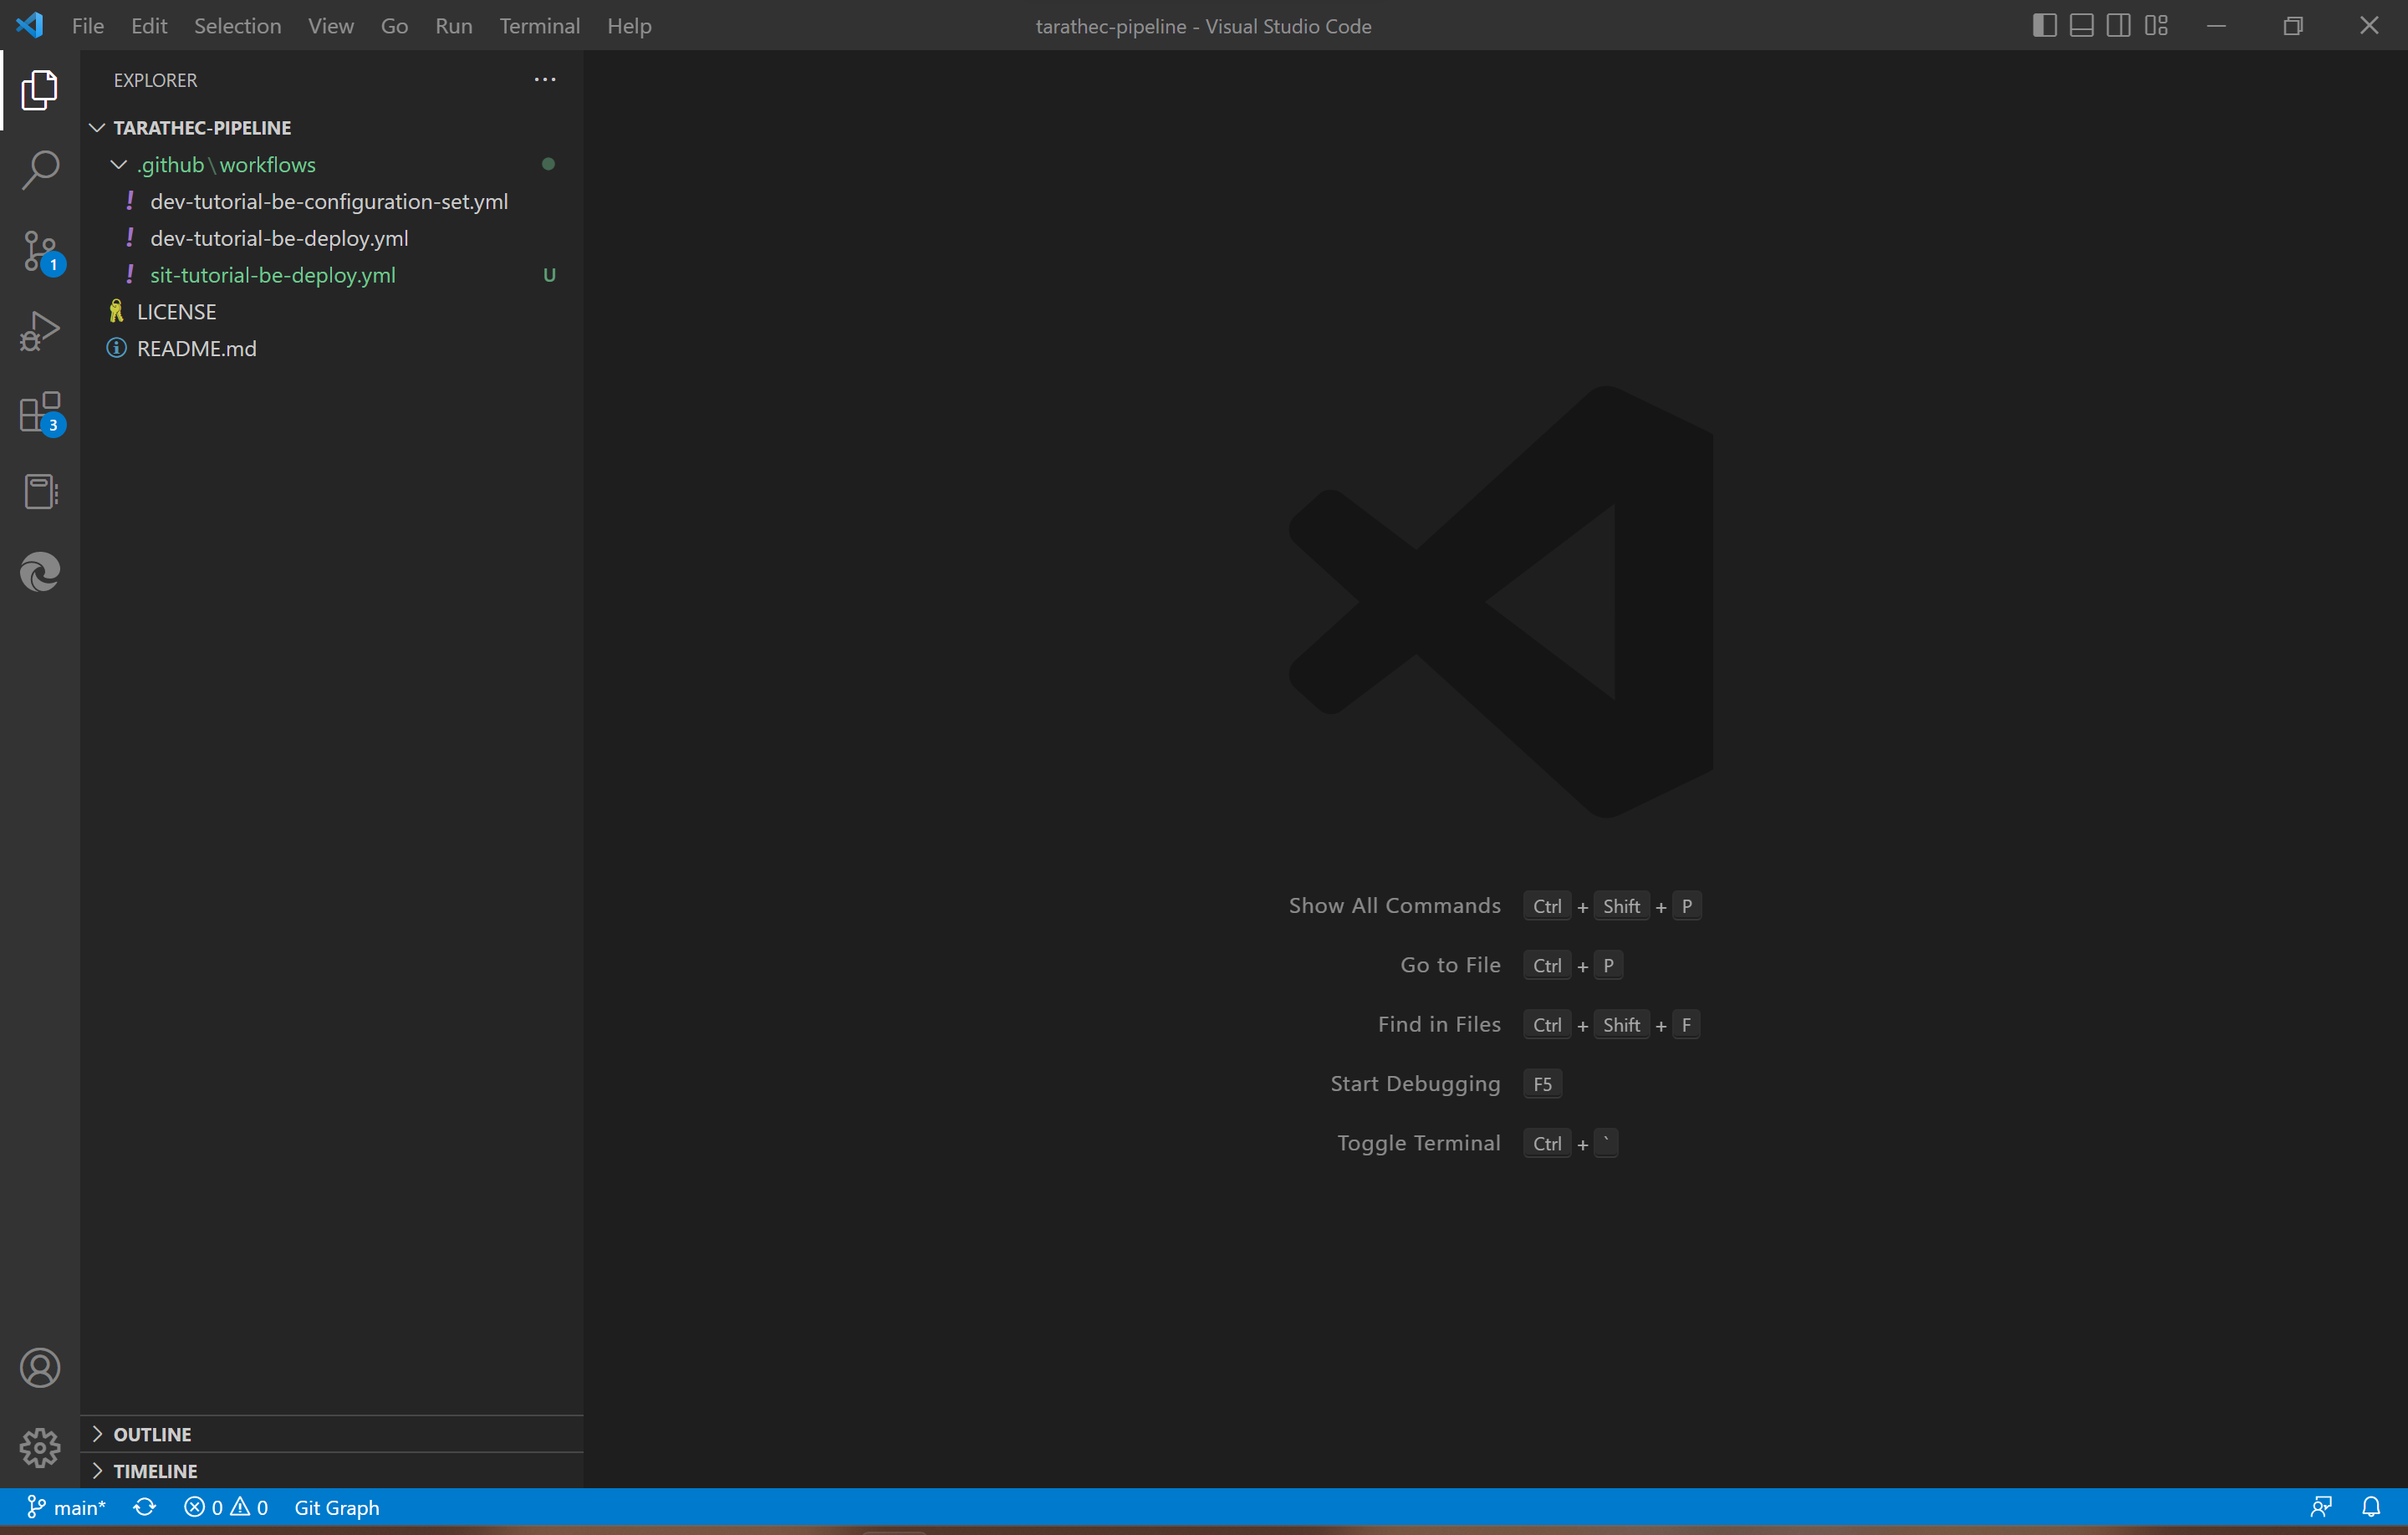 File Edit Selection View Go Run Terminal Help
tarathec-pipeline - Visual Studio Code
EXPLORER
TARATHEC-PIPELINE
.github\workflows
! dev-tutorial-be-configuration-set.yml
! dev-tutorial-be-deploy.yml
! sit-tutorial-be-deploy.yml U
LICENSE
README.md
1
3
Show All Commands Ctrl + Shift + P
Go to File Ctrl + P
Find in Files Ctrl + Shift + F
Start Debugging F5
Toggle Terminal Ctrl + `
OUTLINE
TIMELINE
main* 0 0 Git Graph